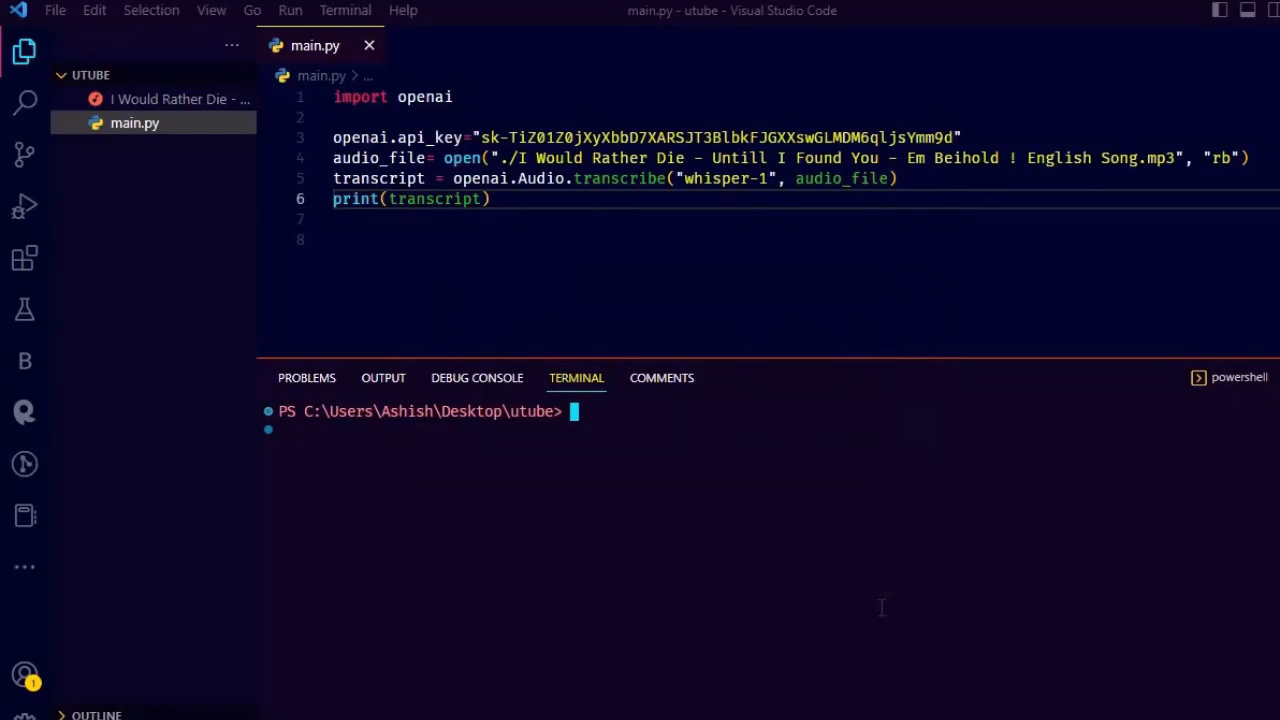 File Edit Selection View Go Run Terminal Help
main.py - utube - Visual Studio Code
main.py
UTUBE
I Would Rather Die - ...
main.py
main.py > ...
1 import openai
2
3 openai.api_key="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"
4 audio_file= open("./I Would Rather Die - Untill I Found You - Em Beihold ! English Song.mp3", "rb")
5 transcript = openai.Audio.transcribe("whisper-1", audio_file)
6 print(transcript)
7
8
PROBLEMS OUTPUT DEBUG CONSOLE TERMINAL COMMENTS
powershell
PS C:\Users\Ashish\Desktop\utube>
B
1
OUTLINE